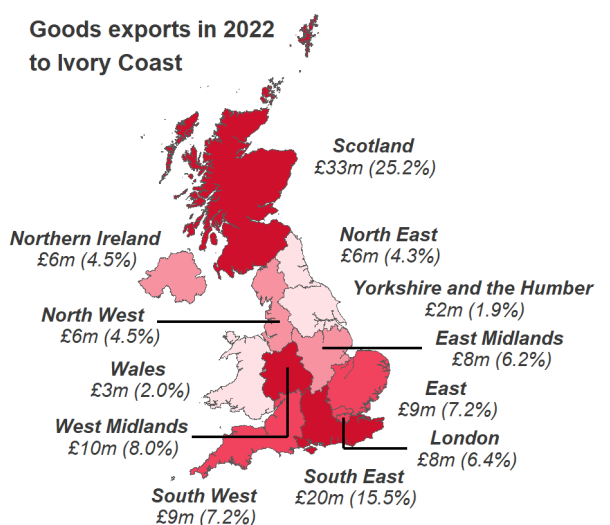 Goods exports in 2022
to Ivory Coast
Scotland
£33m (25.2%)
Northern Ireland
£6m (4.5%)
North East
£6m (4.3%)
Yorkshire and the Humber
£2m (1.9%)
North West
£6m (4.5%)
East Midlands
£8m (6.2%)
Wales
£3m (2.0%)
East
£9m (7.2%)
West Midlands
£10m (8.0%)
London
£8m (6.4%)
South East
£20m (15.5%)
South West
£9m (7.2%)